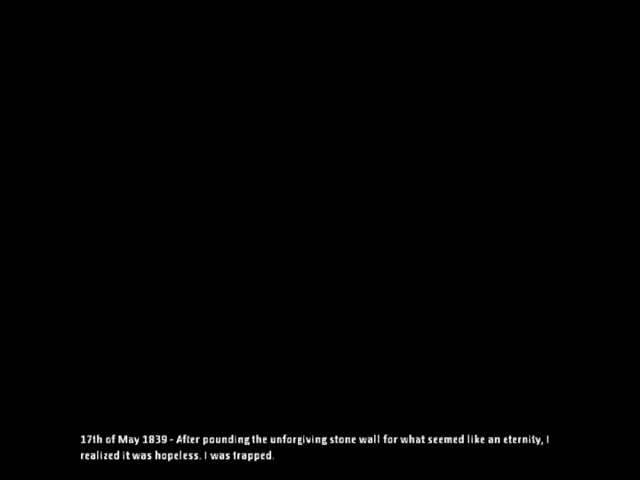 17th of May 1839 - After pounding the unforgiving stone wall for what seemed like an eternity, I
realized it was hopeless. I was trapped.